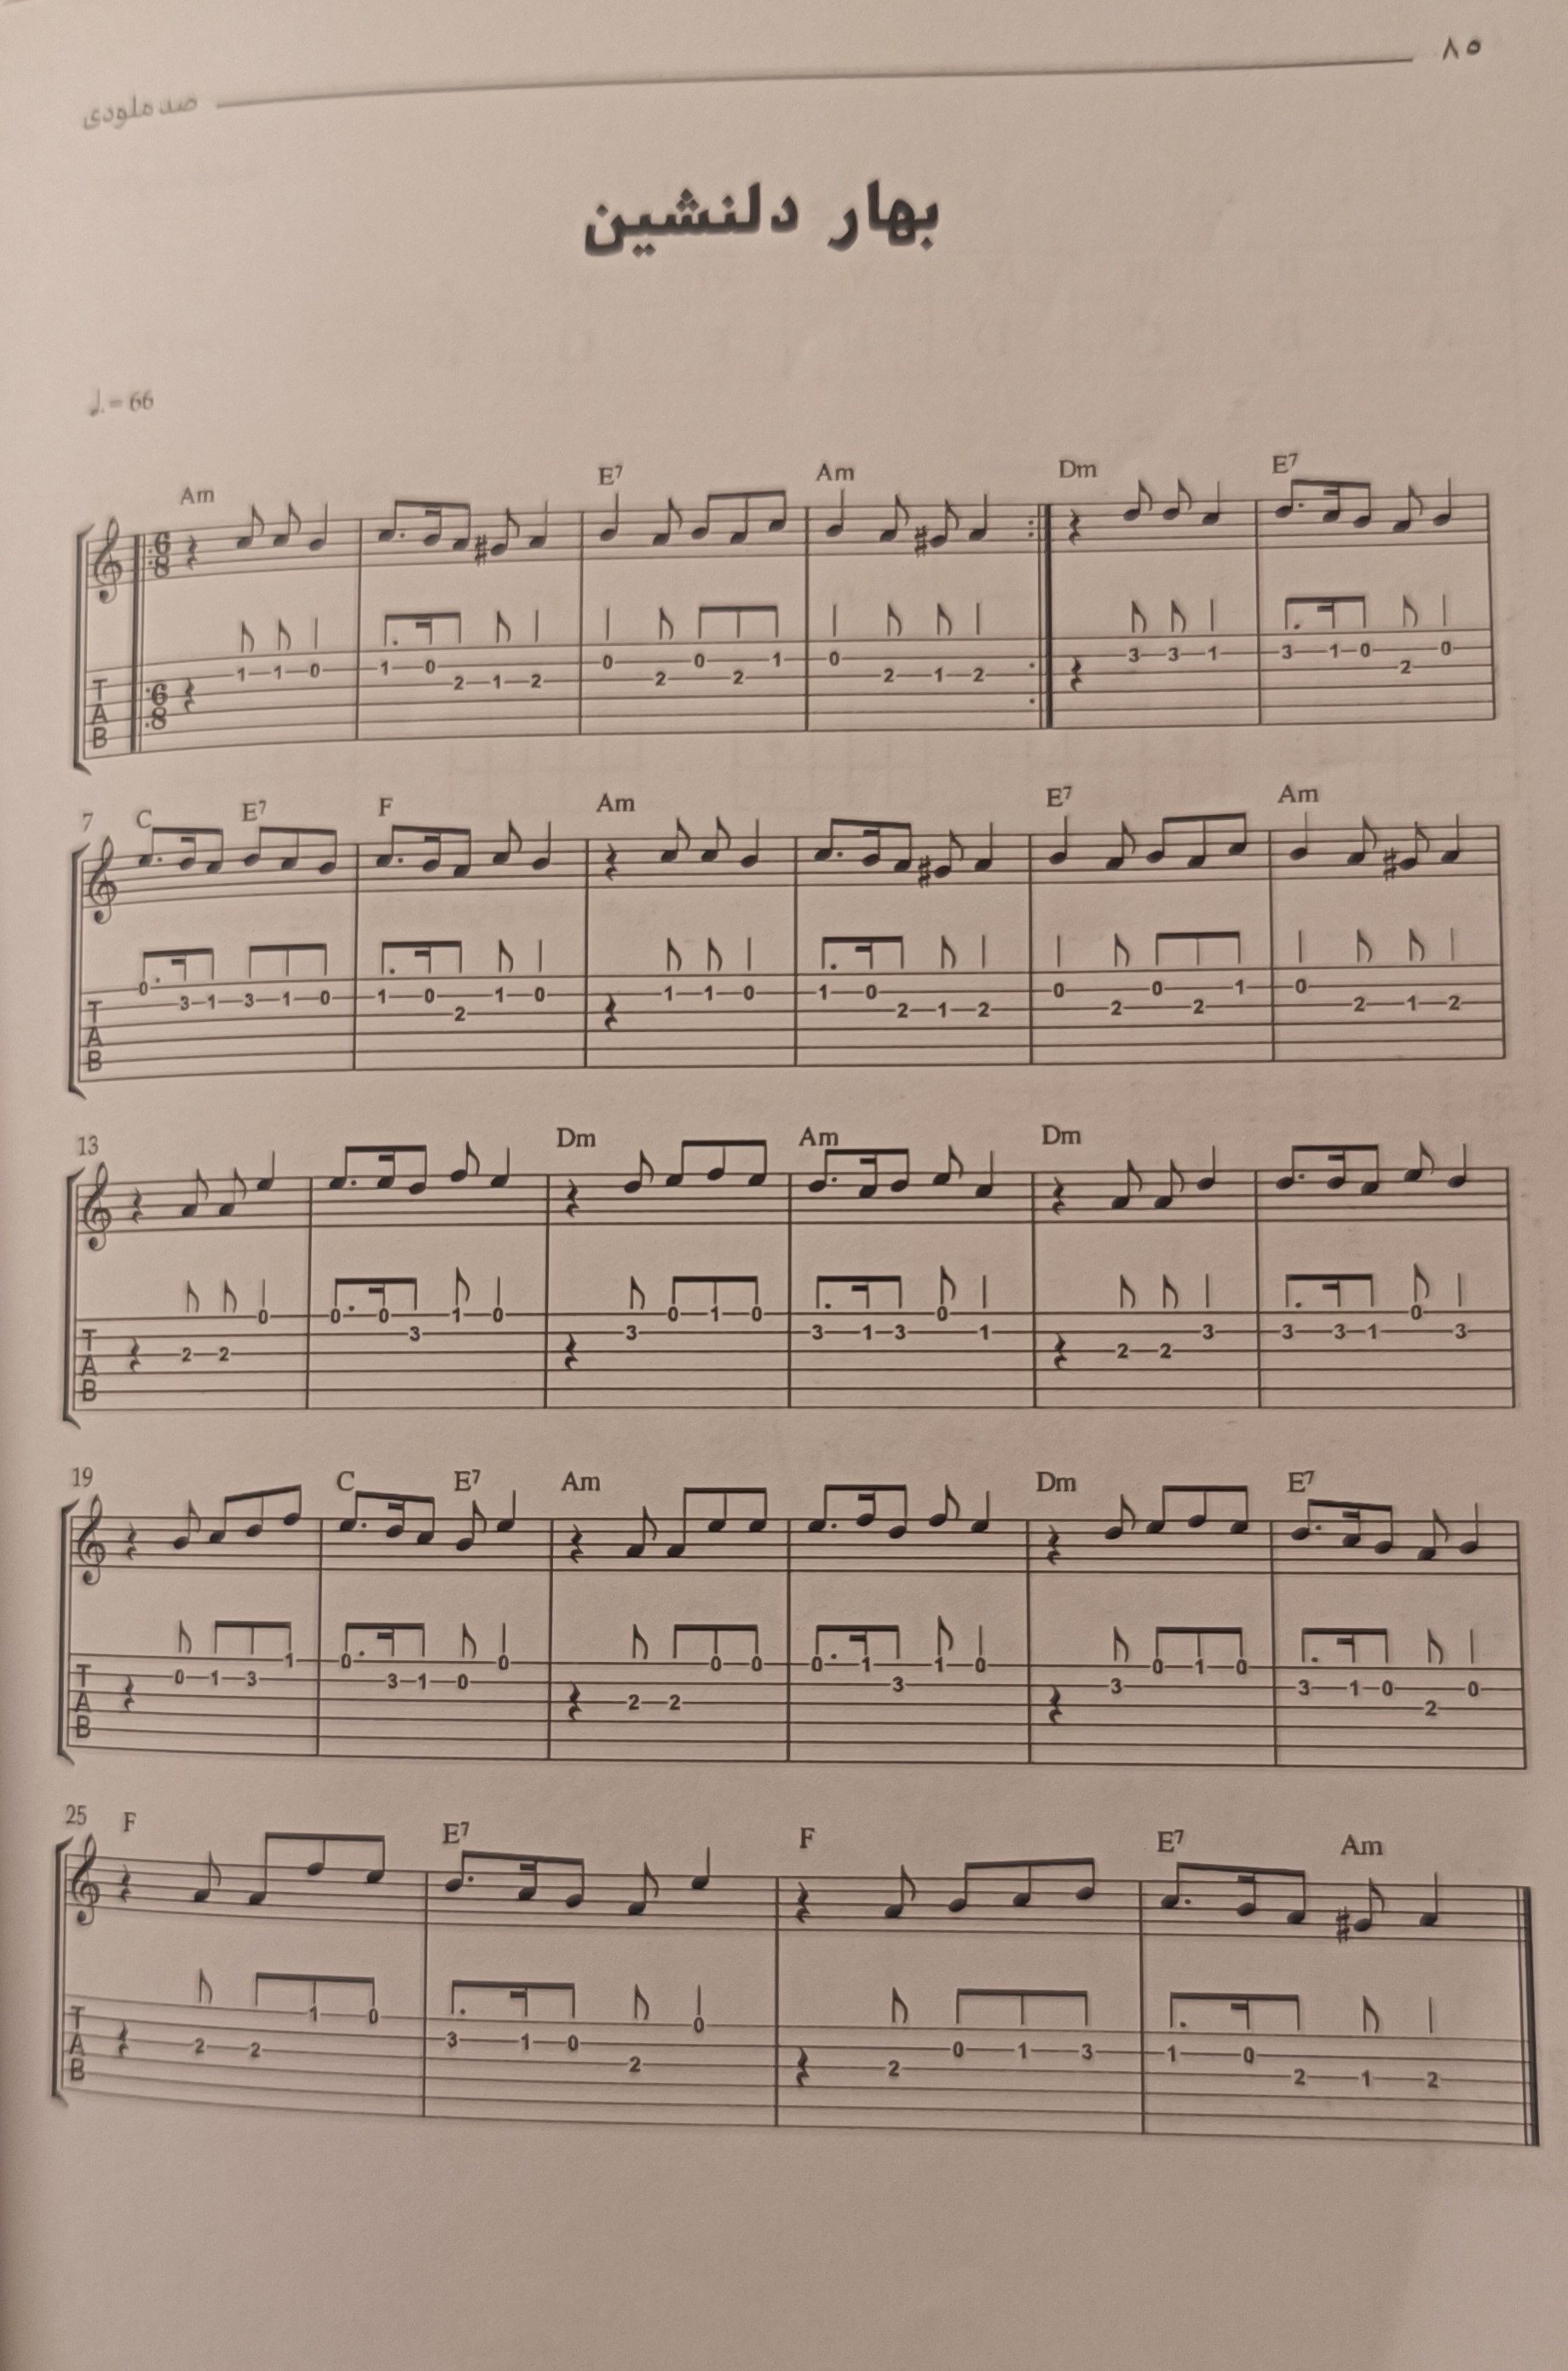 ۸۵
صد ملودی
بهار دلنشین
♩. = 66
Am E7 Am Dm E7
6 8
T A B 6 8 1 1 0 1 0 2 1 2 0 2 0 2 1 0 2 1 2 3 3 1 3 1 0 2 0
7 C E7 F Am E7 Am
T A B 0 3 1 3 1 0 1 0 2 1 0 1 1 0 1 0 2 1 2 0 2 0 2 1 0 2 1 2
13 Dm Am Dm
T A B 2 2 0 0 0 3 1 0 3 0 1 0 3 1 3 0 1 2 2 3 3 3 1 0 3
19 C E7 Am Dm E7
T A B 0 1 3 1 0 3 1 0 0 2 2 0 0 0 1 3 1 0 3 0 1 0 3 1 0 2 0
25 F E7 F E7 Am
T A B 2 2 1 0 3 1 0 2 0 2 0 1 3 1 0 2 1 2